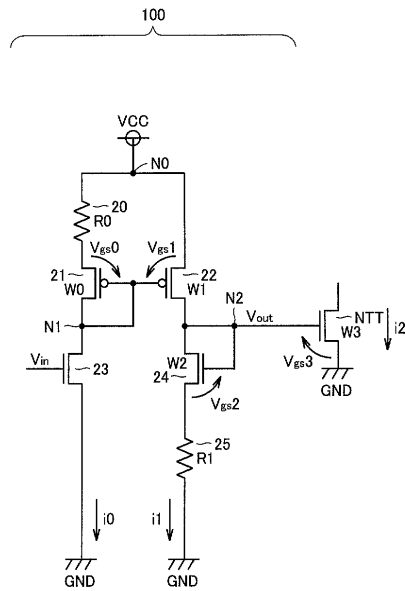 100
VCC
N0
20
R0
Vgs0
Vgs1
21
W0
22
W1
N1
N2
Vout
NTT
W3
i2
Vin
23
W2
24
Vgs2
Vgs3
GND
25
R1
i0
i1
GND
GND